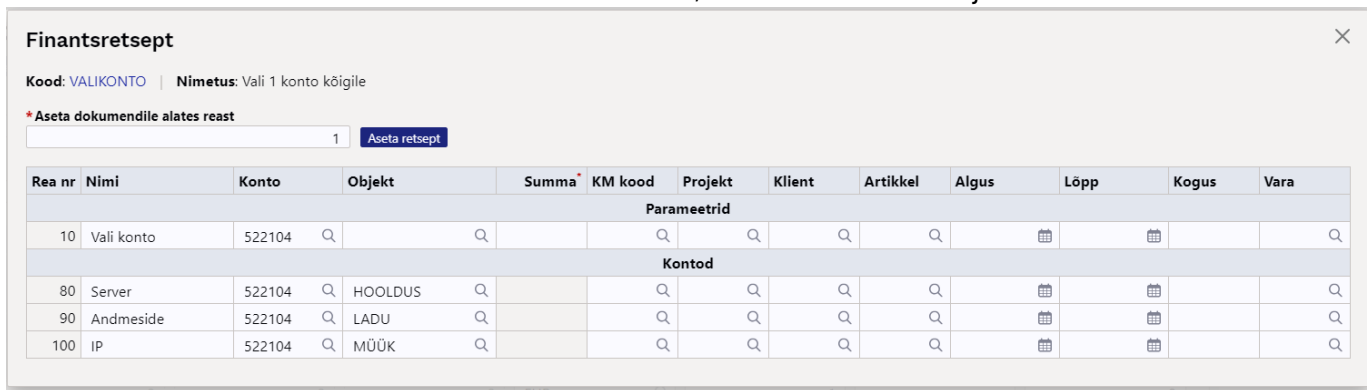 Finantsretsept
Kood: VALIKONTO | Nimetus: Vali 1 konto kõigile
*Aseta dokumendile alates reast
1 Aseta retsept
Rea nr Nimi Konto Objekt Summa* KM kood Projekt Klient Artikkel Algus Lõpp Kogus Vara
Parameetrid
10 Vali konto 522104
Kontod
80 Server 522104 HOOLDUS
90 Andmeside 522104 LADU
100 IP 522104 MÜÜK